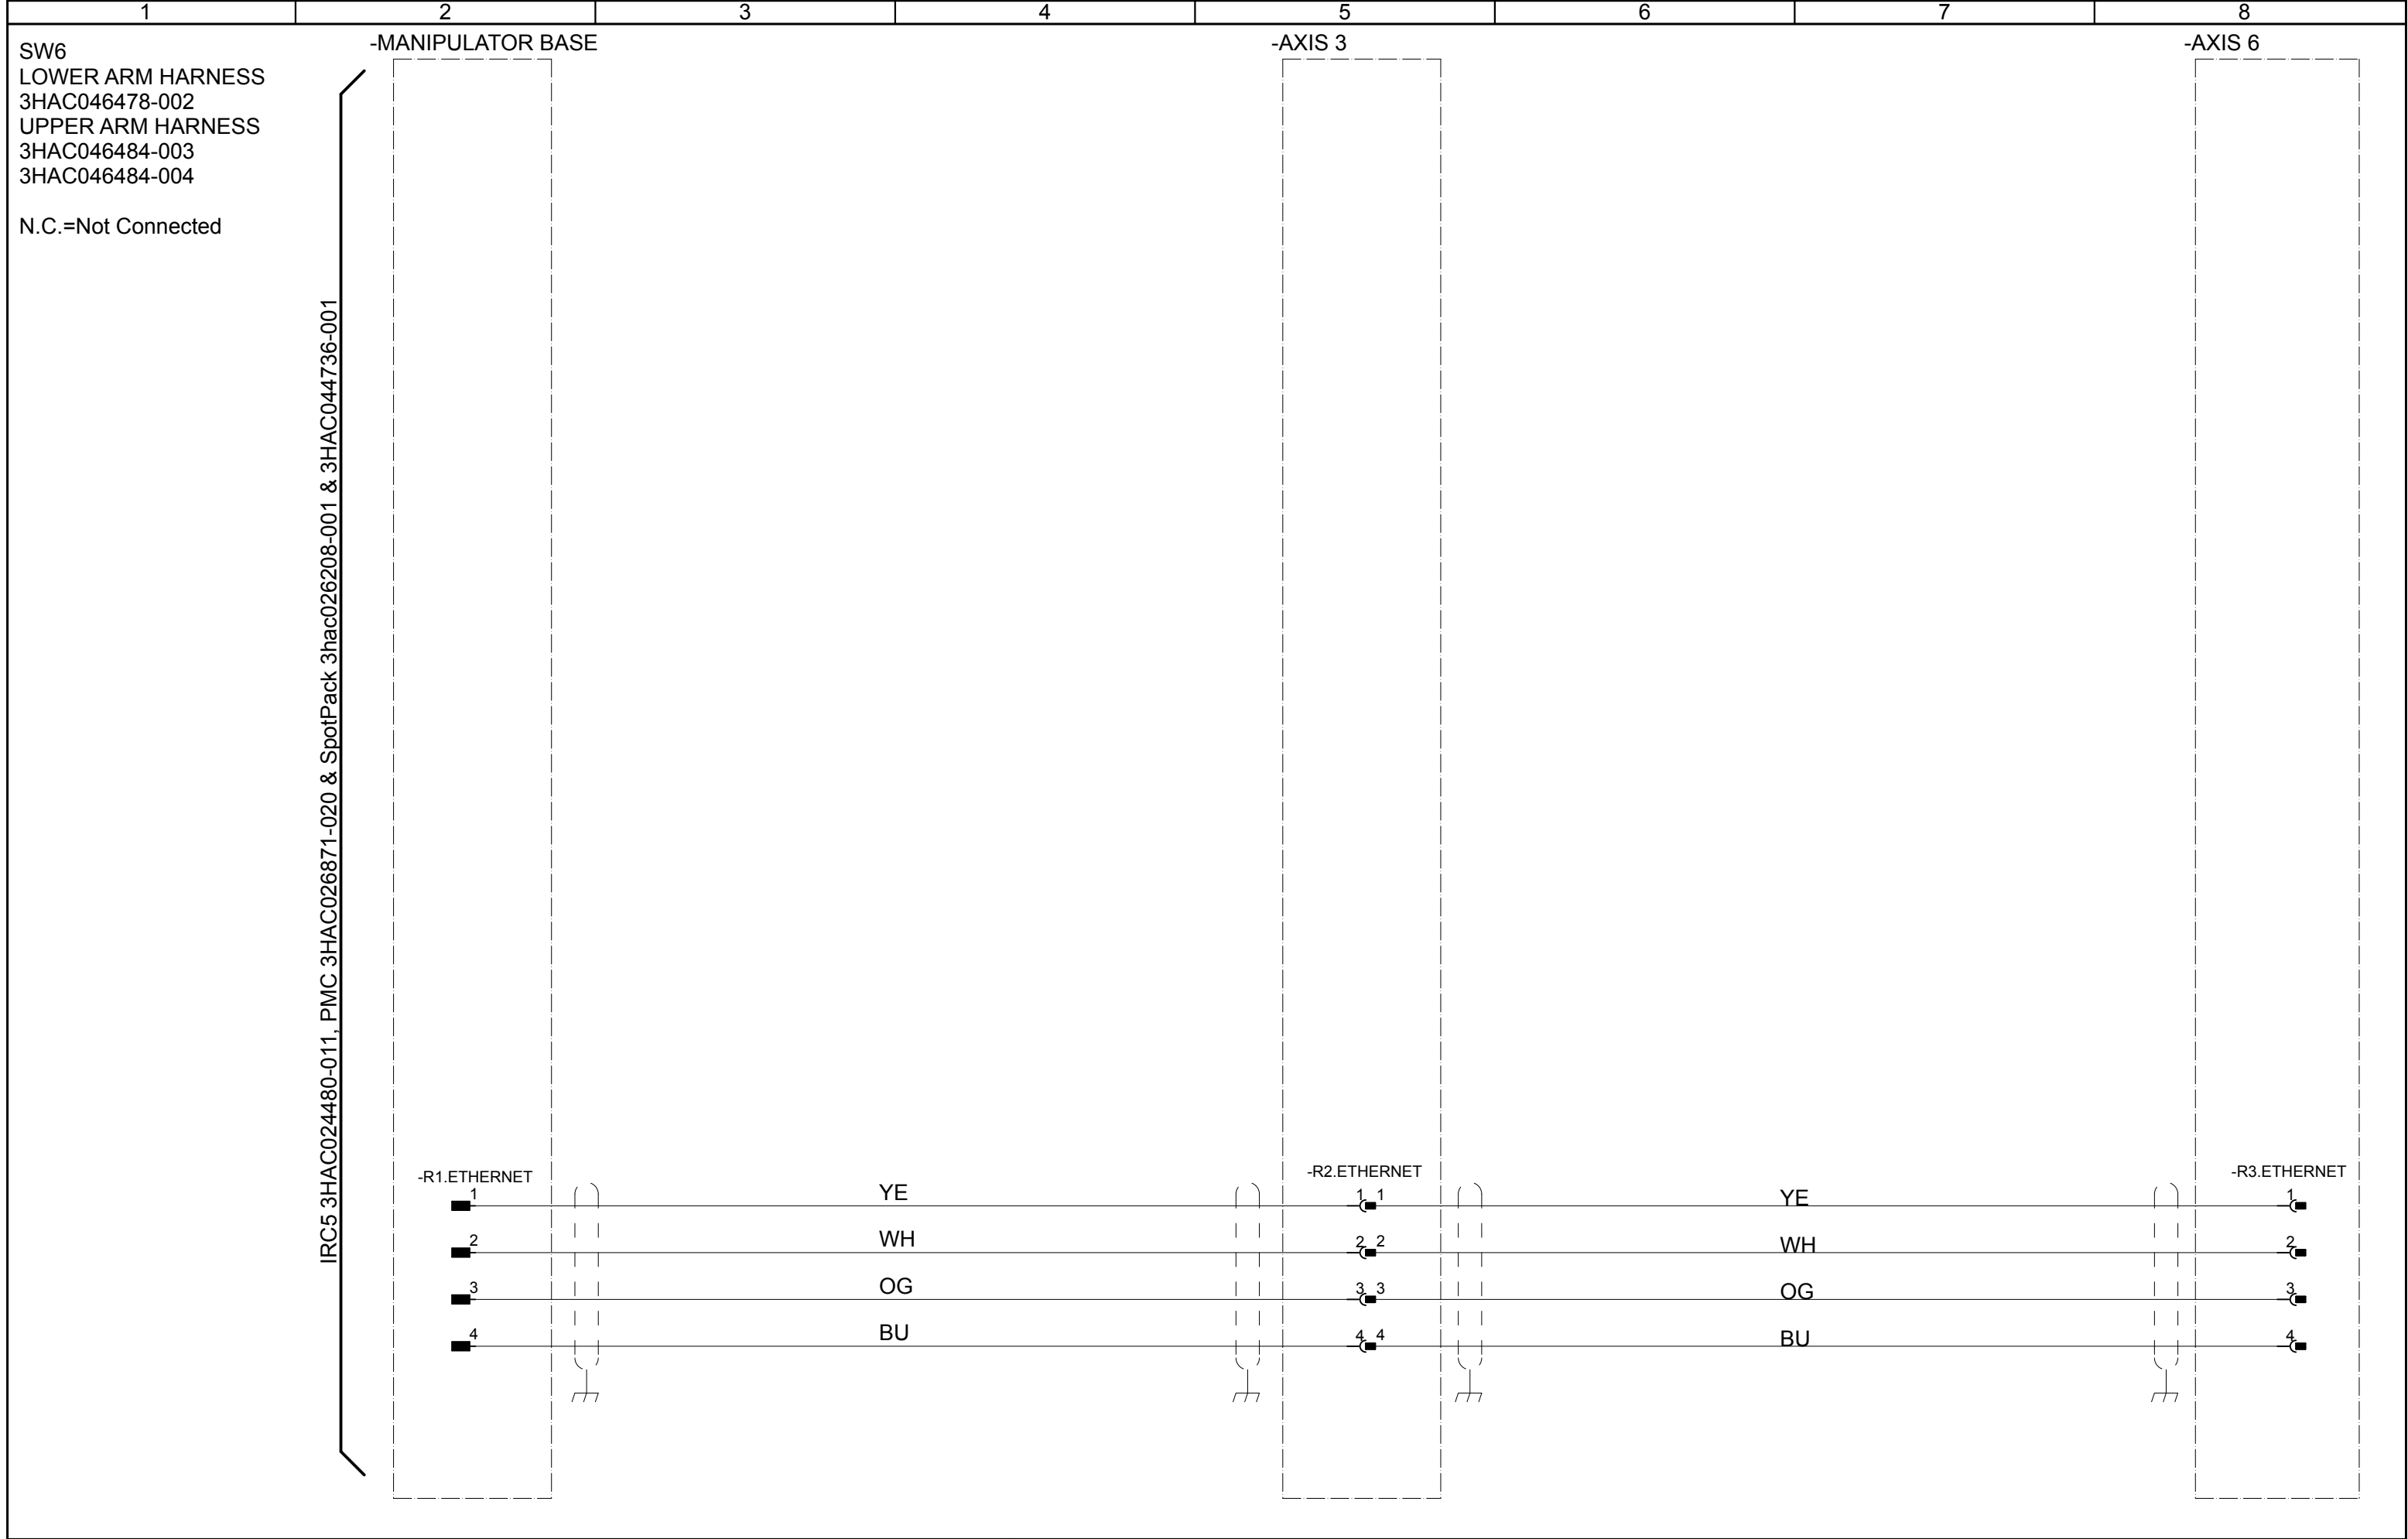 1 2 3 4 5 6 7 8
SW6
LOWER ARM HARNESS
3HAC046478-002
UPPER ARM HARNESS
3HAC046484-003
3HAC046484-004
N.C.=Not Connected
-MANIPULATOR BASE
-AXIS 3
-AXIS 6
IRC5 3HAC024480-011, PMC 3HAC026871-020 & SpotPack 3hac026208-001 & 3HAC044736-001
-R1.ETHERNET
-R2.ETHERNET
-R3.ETHERNET
1 YE 1 1 YE 1
2 WH 2 2 WH 2
3 OG 3 3 OG 3
4 BU 4 4 BU 4